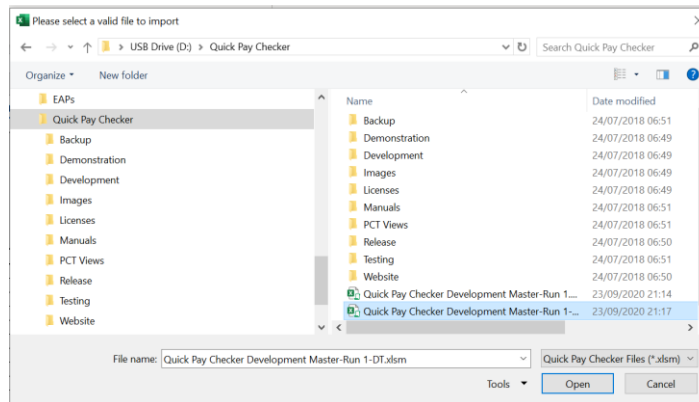 Please select a valid file to import
USB Drive (D:) > Quick Pay Checker
Search Quick Pay Checker
Organize
New folder
EAPs
Quick Pay Checker
Backup
Demonstration
Development
Images
Licenses
Manuals
PCT Views
Release
Testing
Website
Name Date modified
Backup 24/07/2018 06:51
Demonstration 24/07/2018 06:49
Development 24/07/2018 06:49
Images 24/07/2018 06:49
Licenses 24/07/2018 06:49
Manuals 24/07/2018 06:51
PCT Views 24/07/2018 06:51
Release 24/07/2018 06:50
Testing 24/07/2018 06:51
Website 24/07/2018 06:50
Quick Pay Checker Development Master-Run 1.... 23/09/2020 21:14
Quick Pay Checker Development Master-Run 1-... 23/09/2020 21:17
File name: Quick Pay Checker Development Master-Run 1-DT.xlsm
Quick Pay Checker Files (*.xlsm)
Tools Open Cancel